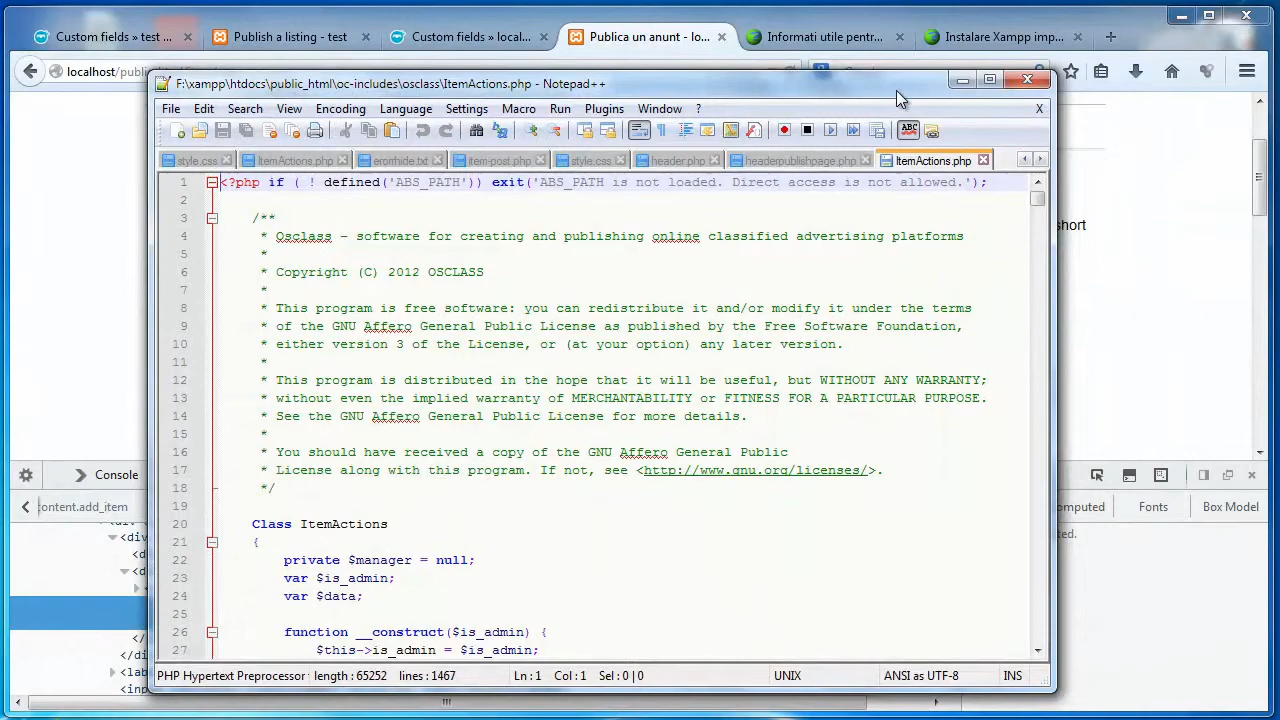 Custom fields » test ...
Publish a listing - test
Custom fields » local...
Publica un anunt - lo...
Informati utile pentr...
Instalare Xampp imp...
localhost/publ
F:\xampp\htdocs\public_html\-includes\osclass\ItemActions.php - Notepad++
File Edit Search View Encoding Language Settings Macro Run Plugins Window ? X
ABC
style.css ItemActions.php erorrhide.txt item-post.php style.css header.php headerpublishpage.php ItemActions.php
1 <?php if ( ! defined('ABS_PATH')) exit('ABS_PATH is not loaded. Direct access is not allowed.');
2
3 /**
4 * Osclass – software for creating and publishing online classified advertising platforms
short
5 *
6 * Copyright (C) 2012 OSCLASS
7 *
8 * This program is free software: you can redistribute it and/or modify it under the terms
9 * of the GNU Affero General Public License as published by the Free Software Foundation,
10 * either version 3 of the License, or (at your option) any later version.
11 *
12 * This program is distributed in the hope that it will be useful, but WITHOUT ANY WARRANTY;
13 * without even the implied warranty of MERCHANTABILITY or FITNESS FOR A PARTICULAR PURPOSE.
14 * See the GNU Affero General Public License for more details.
15 *
16 * You should have received a copy of the GNU Affero General Public
17 * License along with this program. If not, see <http://www.gnu.org/licenses/>.
18 */
19
20 Class ItemActions
21 {
22 private $manager = null;
23 var $is_admin;
24 var $data;
25
26 function __construct($is_admin) {
27 $this->is_admin = $is_admin;
PHP Hypertext Preprocessor length : 65252 lines : 1467 Ln : 1 Col : 1 Sel : 0 | 0 UNIX ANSI as UTF-8 INS
Console
content.add_item
omputed Fonts Box Model
<div
<d
<d
</
</di
<lab
<inp
ted.